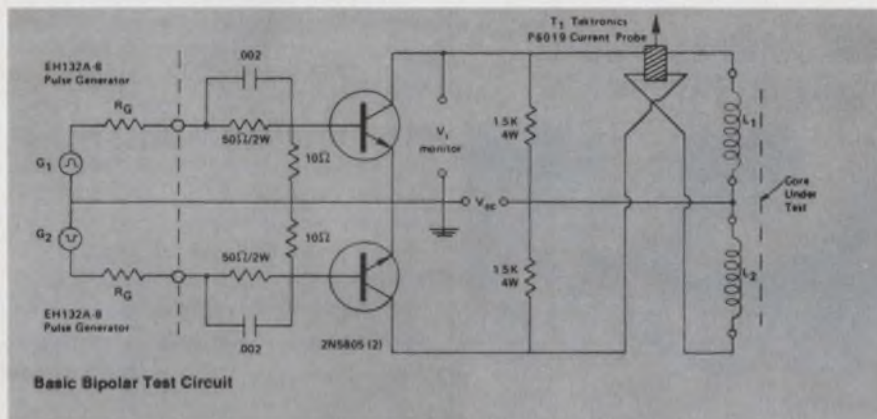 T1 Tektronics
P6019 Current Probe
EH132A-8
Pulse Generator
.002
RG
50Ω/2W
10Ω
G1
V1
monitor
1.5K
4W
L1
Vcc
Core
Under
Test
G2
10Ω
50Ω/2W
1.5K
4W
L2
RG
EH132A-8
Pulse Generator
.002
2N5805 (2)
Basic Bipolar Test Circuit